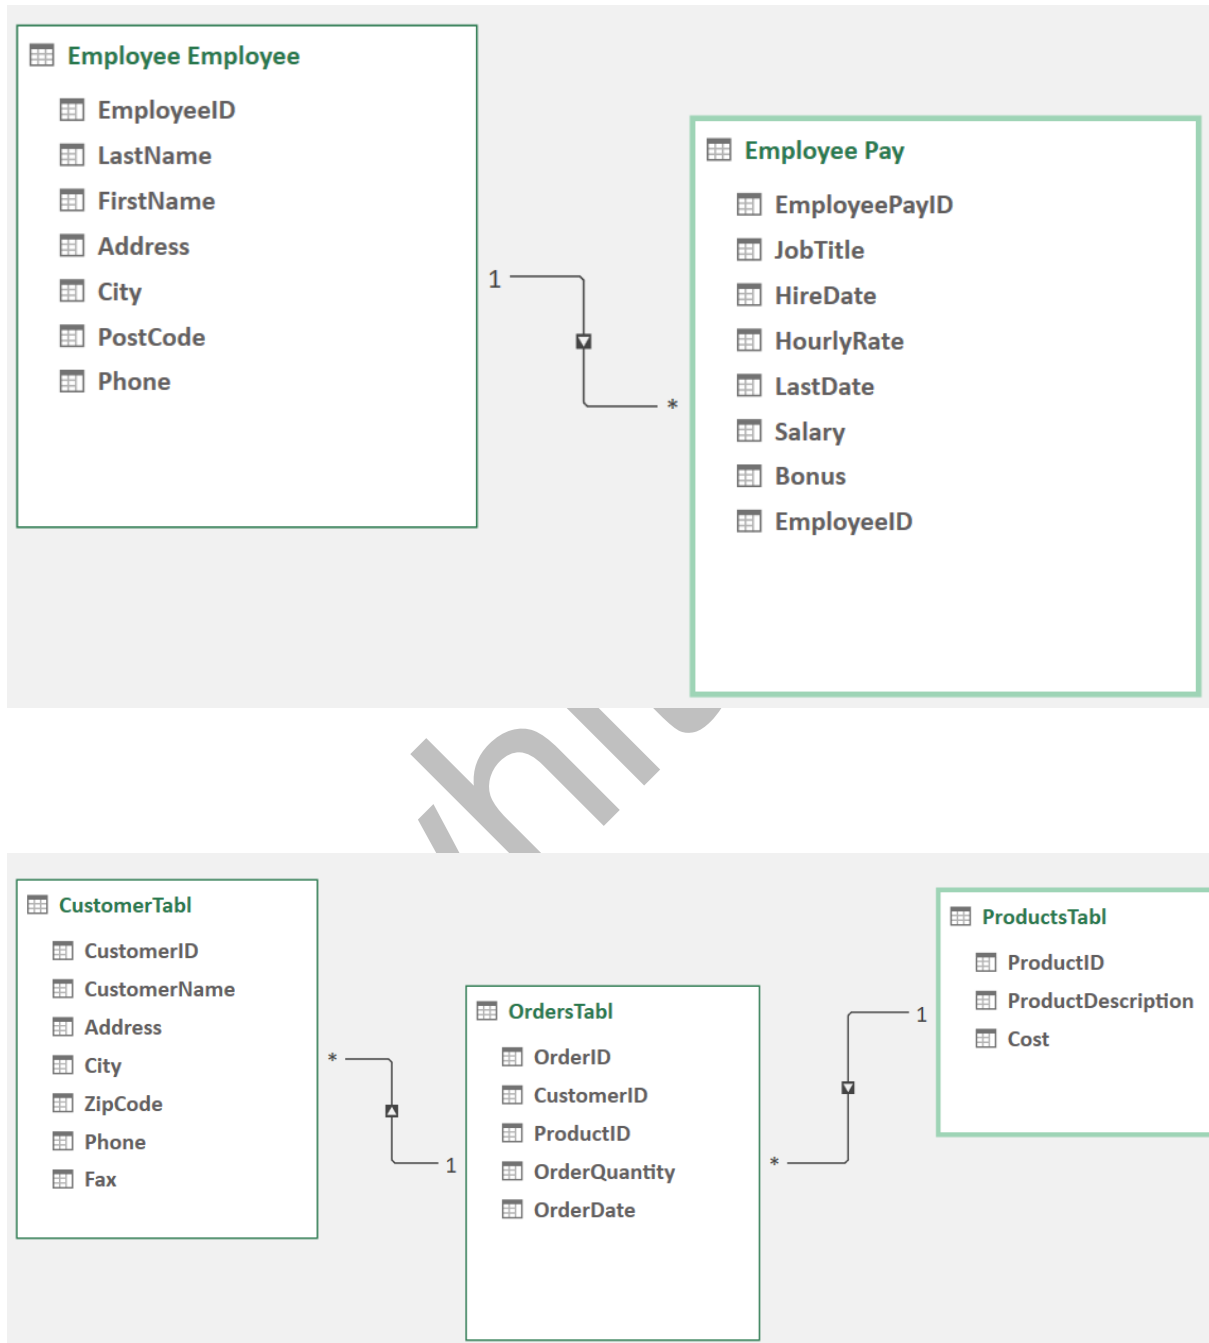 Employee Employee
EmployeeID
LastName
FirstName
Address
City
PostCode
Phone
1
*
Employee Pay
EmployeePayID
JobTitle
HireDate
HourlyRate
LastDate
Salary
Bonus
EmployeeID
CustomerTabl
CustomerID
CustomerName
Address
City
ZipCode
Phone
Fax
*
1
OrdersTabl
OrderID
CustomerID
ProductID
OrderQuantity
OrderDate
*
1
ProductsTabl
ProductID
ProductDescription
Cost